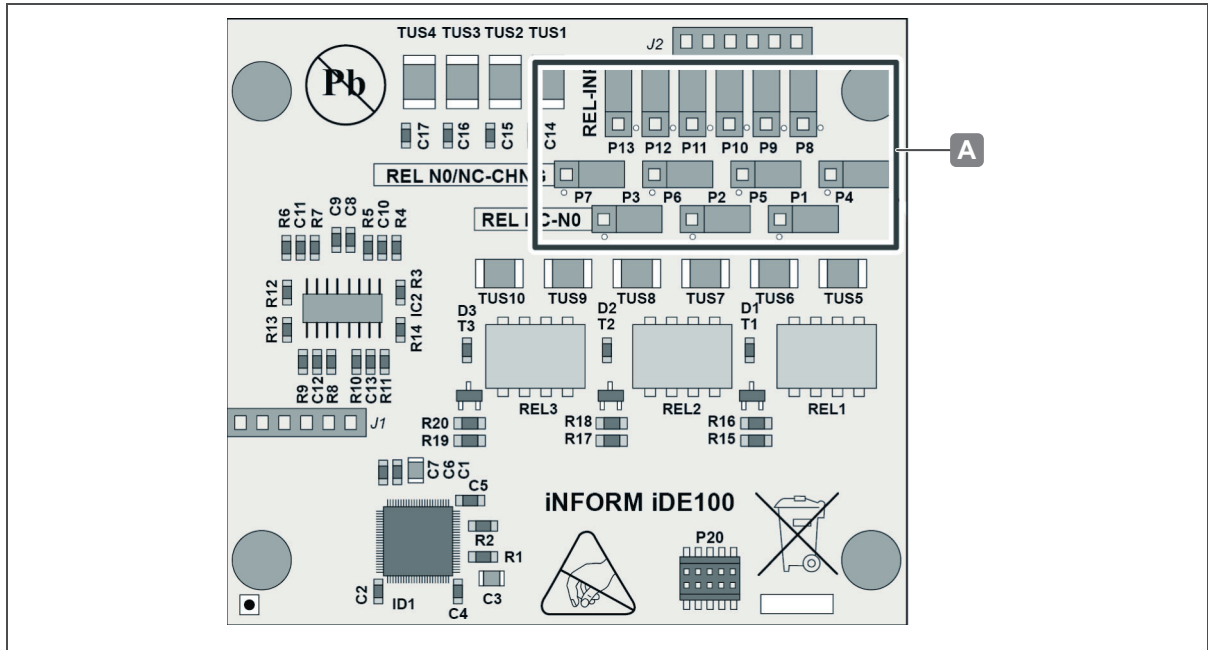 TUS4 TUS3 TUS2 TUS1
J2
Pb
REL-INF
A
C17 C16 C15 C14
P13 P12 P11 P10 P9 P8
REL N0/NC-CHNG
P7 P3 P6 P2 P5 P1 P4
REL NC-N0
R6 C11 R7 C9 C8 R5 C10 R4
TUS10 TUS9 TUS8 TUS7 TUS6 TUS5
R12 R3
IC2
R13 R14
D3 D2 D1
T3 T2 T1
R9 C12 R8 R10 C13 R11
REL3 REL2 REL1
J1
R20 R18 R16
R19 R17 R15
C7 C6 C1
C5
iNFORM iDE100
R2
P20
R1
C2 ID1 C4 C3